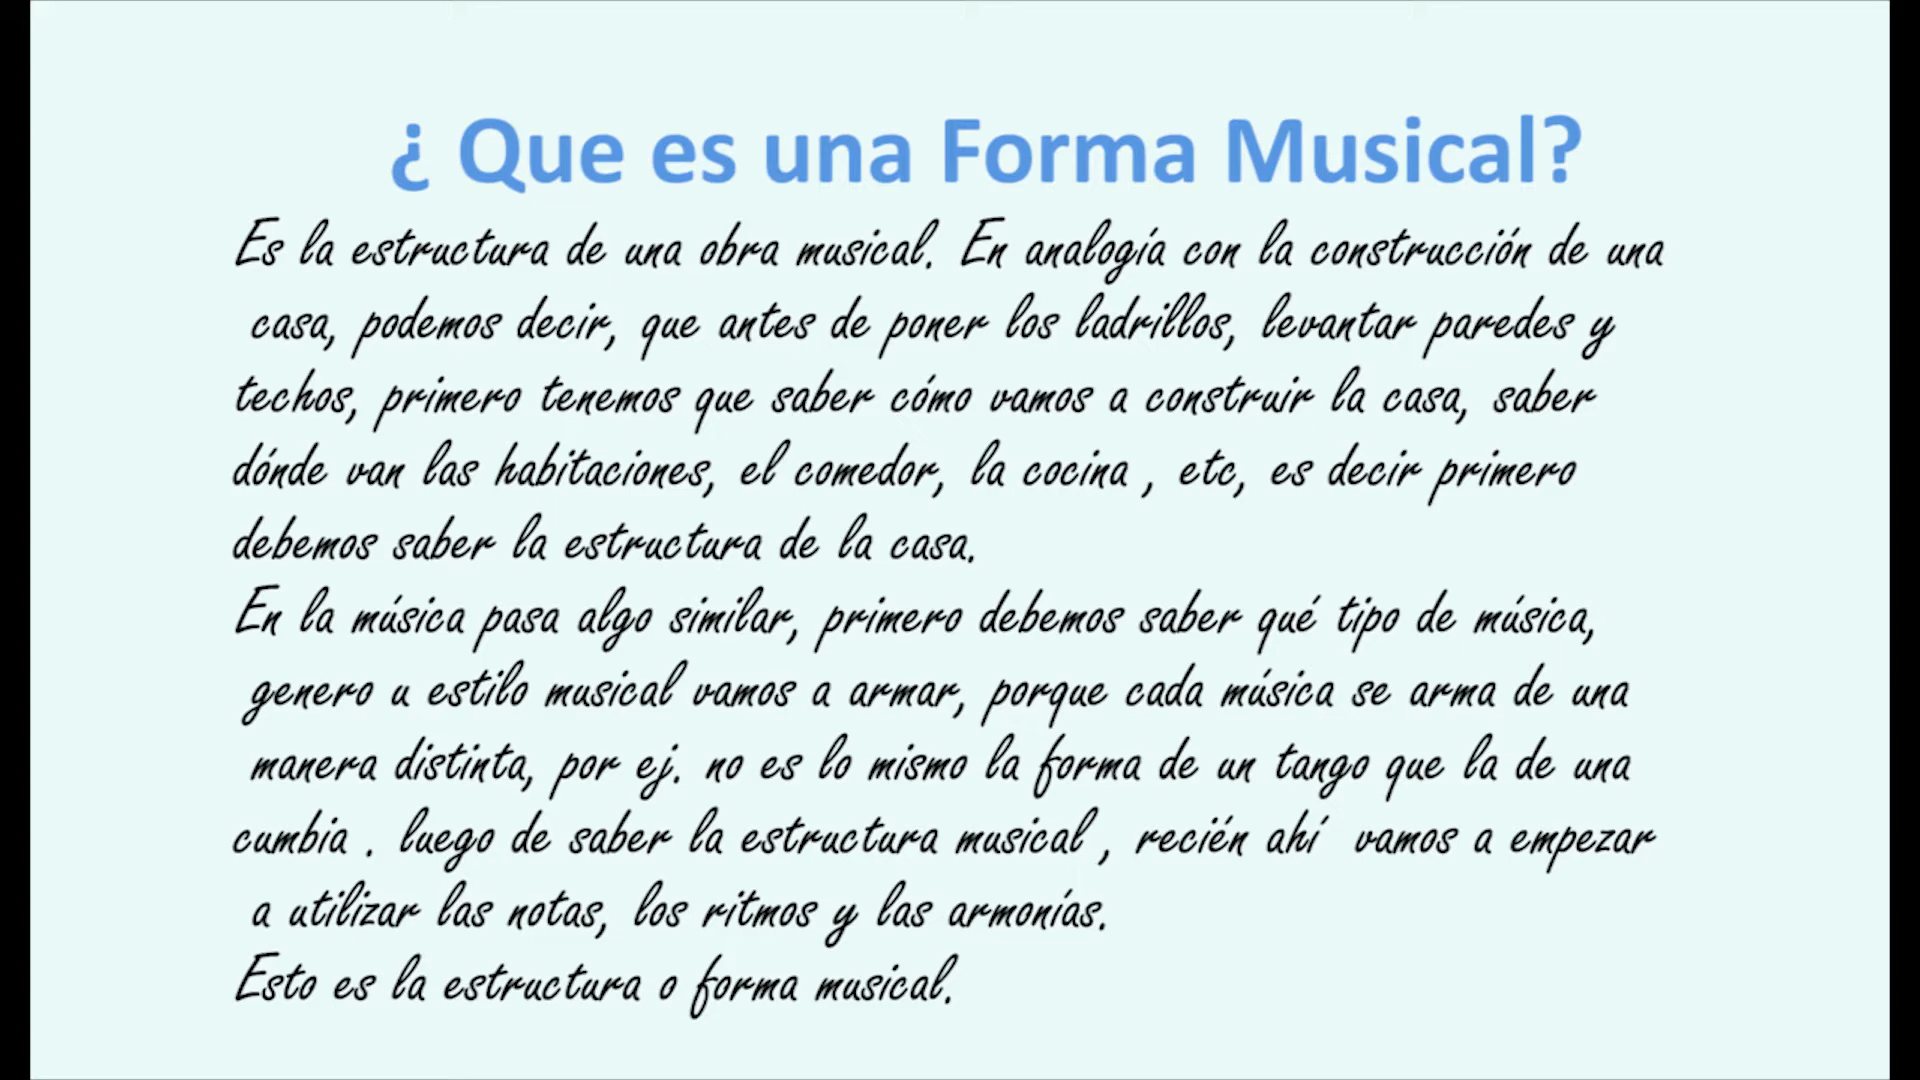 ¿ Que es una Forma Musical?
Es la estructura de una obra musical. En analogía con la construcción de una
casa, podemos decir, que antes de poner los ladrillos, levantar paredes y
techos, primero tenemos que saber cómo vamos a construir la casa, saber
dónde van las habitaciones, el comedor, la cocina , etc, es decir primero
debemos saber la estructura de la casa.
En la música pasa algo similar, primero debemos saber qué tipo de música,
genero u estilo musical vamos a armar, porque cada música se arma de una
manera distinta, por ej. no es lo mismo la forma de un tango que la de una
cumbia . luego de saber la estructura musical , recién ahí vamos a empezar
a utilizar las notas, los ritmos y las armonías.
Esto es la estructura o forma musical.